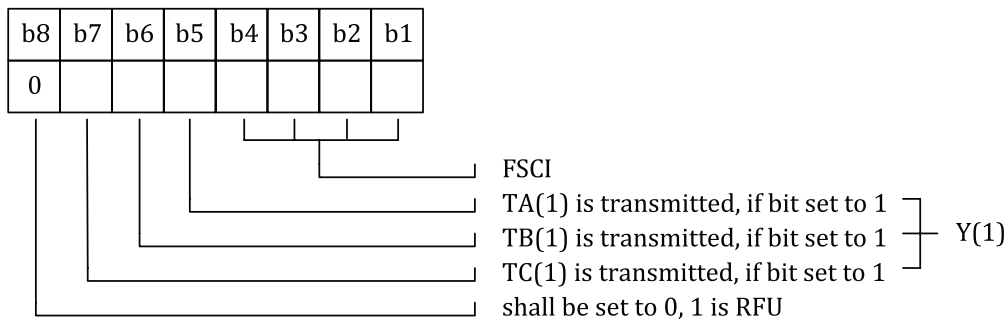 b8 b7 b6 b5 b4 b3 b2 b1
0
FSCI
TA(1) is transmitted, if bit set to 1
TB(1) is transmitted, if bit set to 1
Y(1)
TC(1) is transmitted, if bit set to 1
shall be set to 0, 1 is RFU